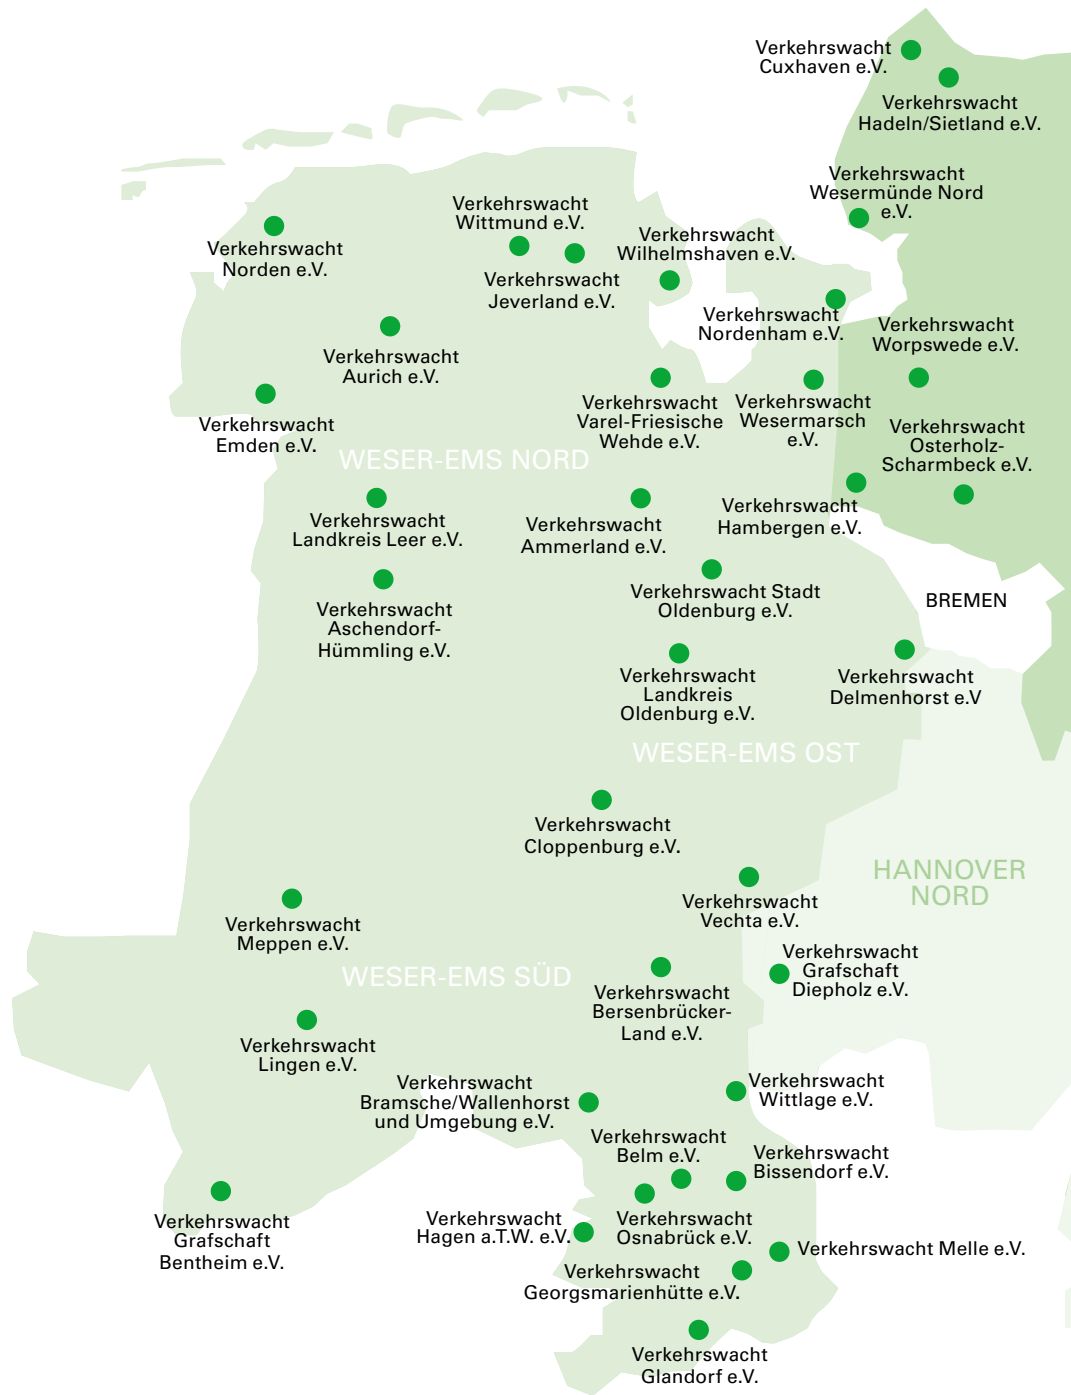 Verkehrswacht
Cuxhaven e.V.
Verkehrswacht
Hadeln/Sietland e.V.
Verkehrswacht
Wesermünde Nord
e.V.
Verkehrswacht
Wittmund e.V.
Verkehrswacht
Wilhelmshaven e.V.
Verkehrswacht
Norden e.V.
Verkehrswacht
Jeverland e.V.
Verkehrswacht
Nordenham e.V.
Verkehrswacht
Worpswede e.V.
Verkehrswacht
Aurich e.V.
Verkehrswacht
Emden e.V.
Verkehrswacht
Varel-Friesische
Wehde e.V.
Verkehrswacht
Wesermarsch
e.V.
Verkehrswacht
Osterholz-
Scharmbeck e.V.
WESER-EMS NORD
Verkehrswacht
Landkreis Leer e.V.
Verkehrswacht
Ammerland e.V.
Verkehrswacht
Hambergen e.V.
Verkehrswacht
Aschendorf-
Hümmling e.V.
Verkehrswacht Stadt
Oldenburg e.V.
BREMEN
Verkehrswacht
Landkreis
Oldenburg e.V.
Verkehrswacht
Delmenhorst e.V
WESER-EMS OST
Verkehrswacht
Cloppenburg e.V.
HANNOVER
NORD
Verkehrswacht
Vechta e.V.
Verkehrswacht
Meppen e.V.
WESER-EMS SÜD
Verkehrswacht
Grafschaft
Diepholz e.V.
Verkehrswacht
Bersenbrücker-
Land e.V.
Verkehrswacht
Lingen e.V.
Verkehrswacht
Bramsche/Wallenhorst
und Umgebung e.V.
Verkehrswacht
Wittlage e.V.
Verkehrswacht
Belm e.V.
Verkehrswacht
Bissendorf e.V.
Verkehrswacht
Grafschaft
Bentheim e.V.
Verkehrswacht
Hagen a.T.W. e.V.
Verkehrswacht
Osnabrück e.V.
Verkehrswacht Melle e.V.
Verkehrswacht
Georgsmarienhütte e.V.
Verkehrswacht
Glandorf e.V.